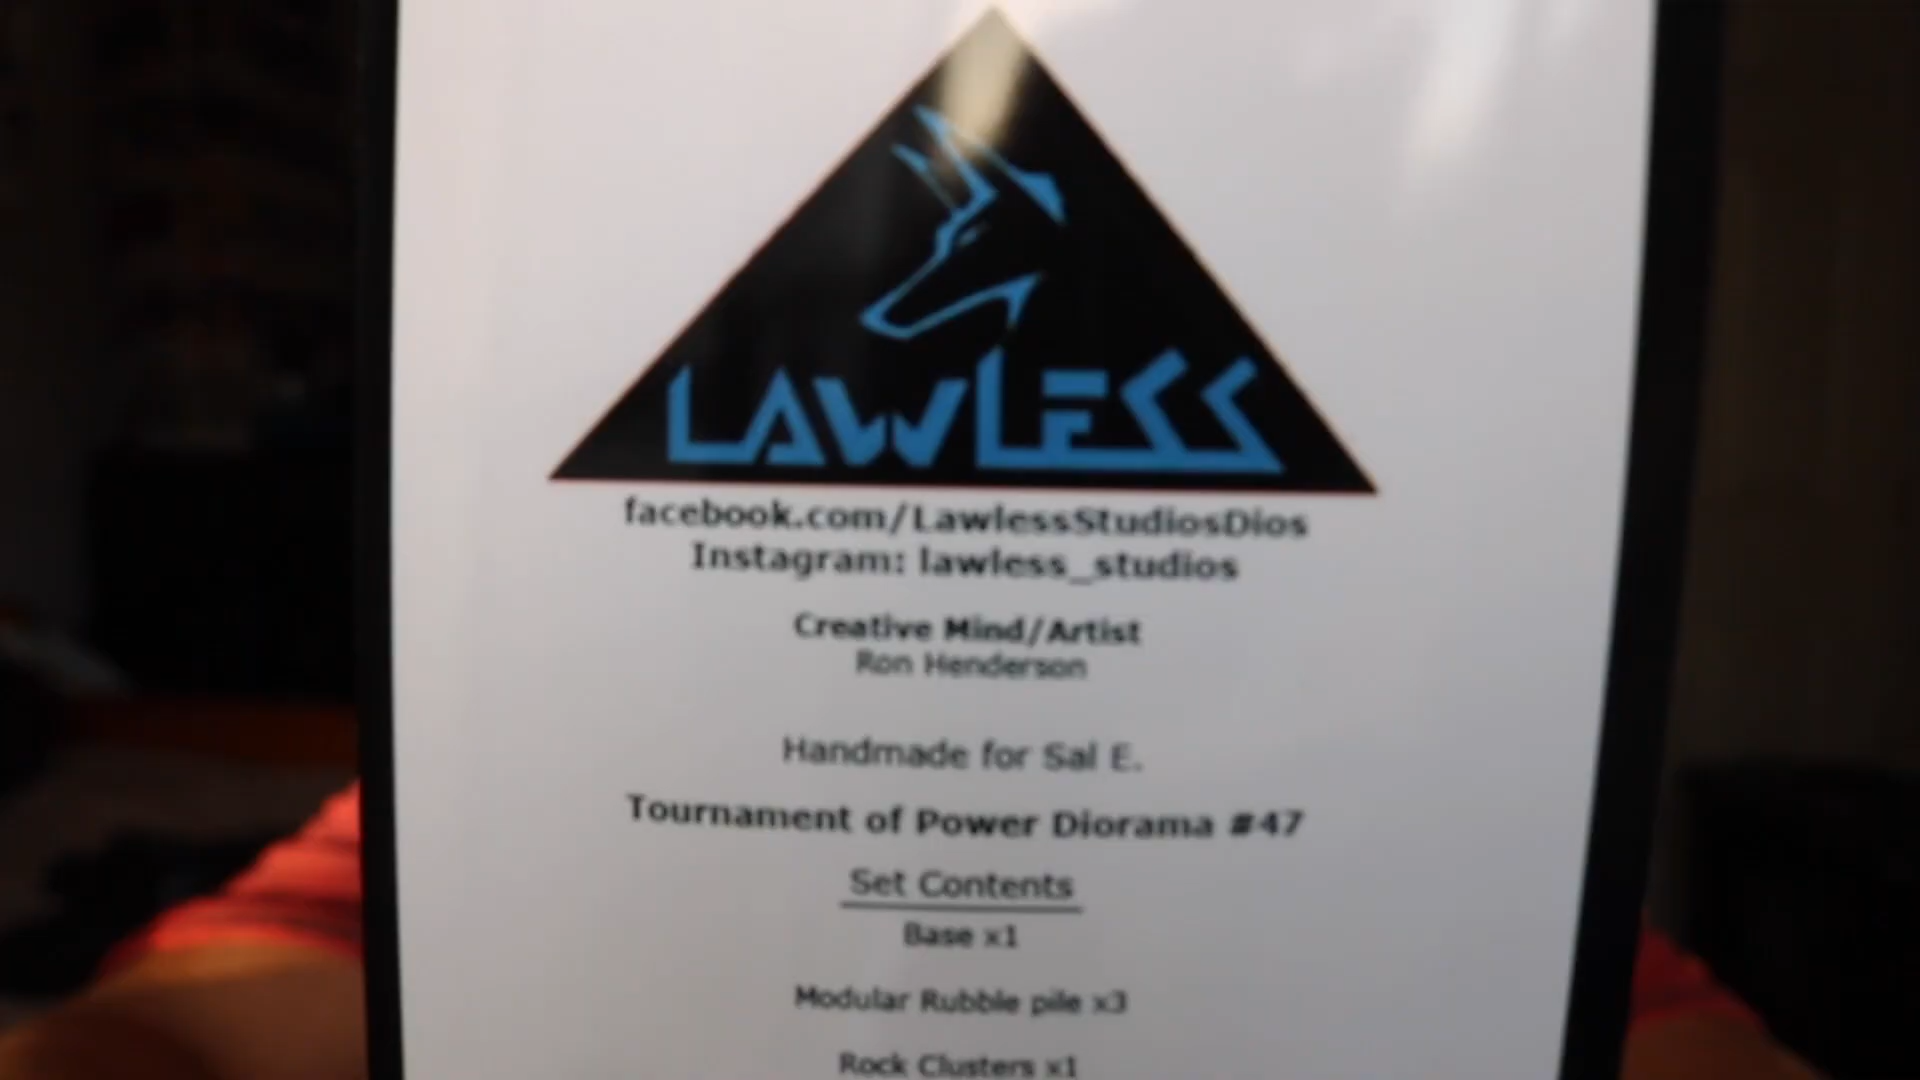 LAWLESS
facebook.com/LawlessStudiosDios
Instagram: lawless_studios
Creative Mind/Artist
Ron Henderson
Handmade for Sal E.
Tournament of Power Diorama #47
Set Contents
Base x1
Modular Rubble pile x3
Rock Clusters x1